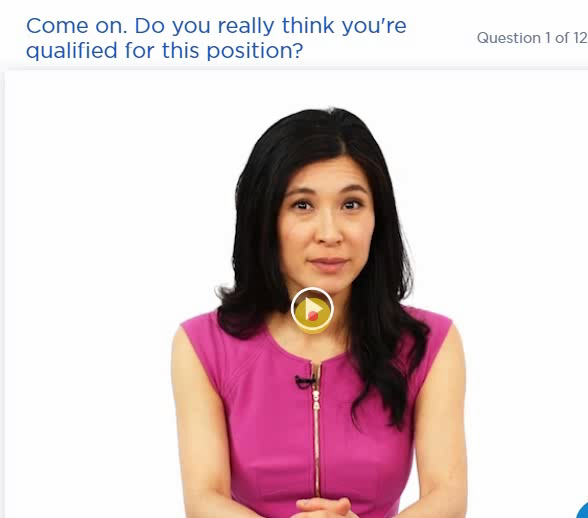 Come on. Do you really think you're
qualified for this position?
Question 1 of 12